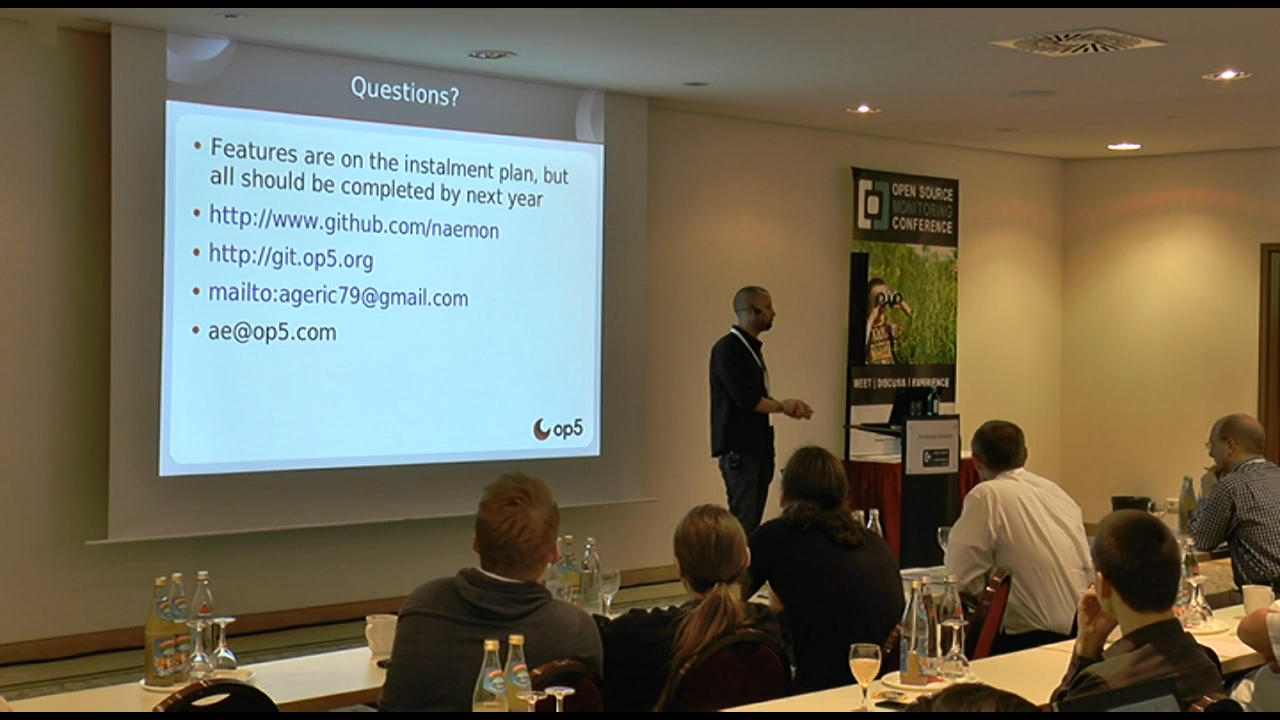 Questions?
• Features are on the instalment plan, but
all should be completed by next year
• http://www.github.com/naemon
• http://git.op5.org
• mailto:ageric79@gmail.com
• ae@op5.com
op5
OPEN SOURCE
MONITORING
CONFERENCE
MEET | DISCUSS | EXPERIENCE